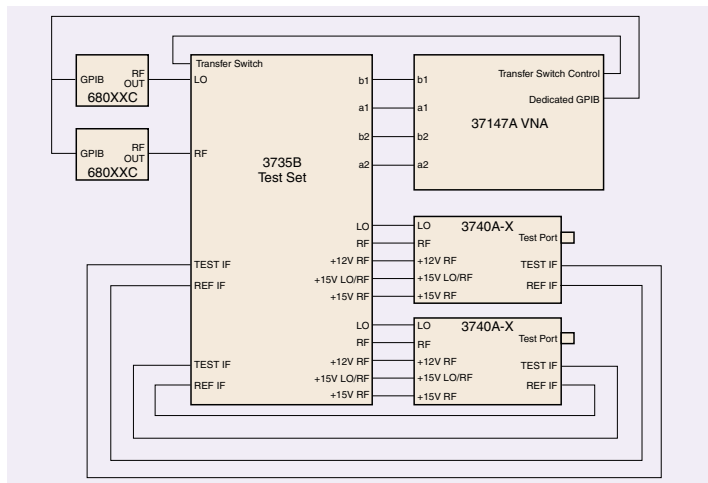 GPIB
RF
OUT
680XXC
GPIB
RF
OUT
680XXC
Transfer Switch
LO
RF
3735B
Test Set
b1
a1
b2
a2
LO
RF
+12V RF
+15V LO/RF
+15V RF
LO
RF
+12V RF
+15V LO/RF
+15V RF
TEST IF
REF IF
TEST IF
REF IF
b1
a1
b2
a2
Transfer Switch Control
Dedicated GPIB
37147A VNA
LO
RF
+12V RF
+15V LO/RF
+15V RF
3740A-X
Test Port
TEST IF
REF IF
LO
RF
+12V RF
+15V LO/RF
+15V RF
3740A-X
Test Port
TEST IF
REF IF